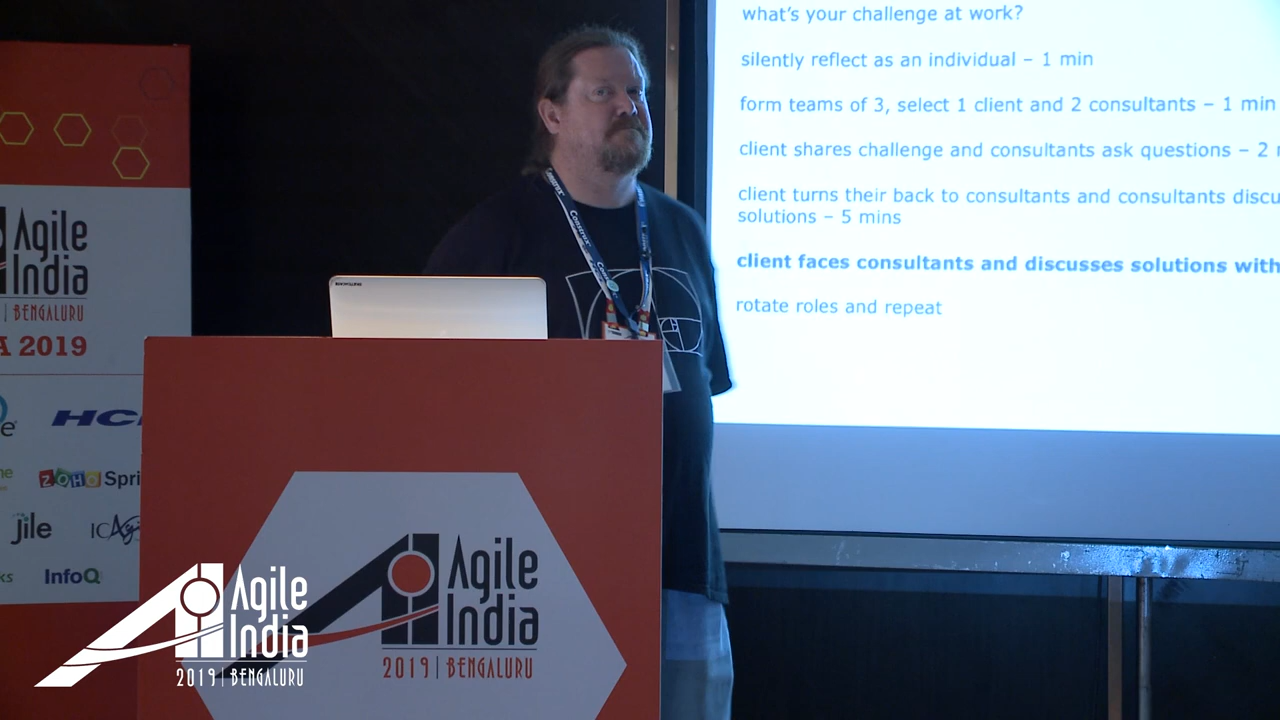 what's your challenge at work?
silently reflect as an individual – 1 min
form teams of 3, select 1 client and 2 consultants – 1 min
client shares challenge and consultants ask questions – 2
client turns their back to consultants and consultants
solutions – 5 mins
client faces consultants and discusses solutions with
rotate roles and repeat
Construx
Agile
India
| BENGALURU
2019
ZOHO Spri
jile
InfoQ
Agile
India
2019 | BENGALURU
Agile
India
2019 | BENGALURU